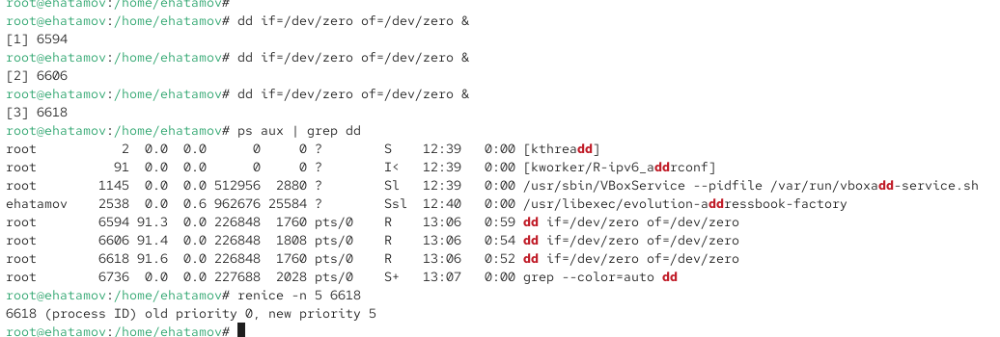 root@ehatamov:/home/ehatamov#
root@ehatamov:/home/ehatamov# dd if=/dev/zero of=/dev/zero &
[1] 6594
root@ehatamov:/home/ehatamov# dd if=/dev/zero of=/dev/zero &
[2] 6606
root@ehatamov:/home/ehatamov# dd if=/dev/zero of=/dev/zero &
[3] 6618
root@ehatamov:/home/ehatamov# ps aux | grep dd
root           2  0.0  0.0      0     0 ?        S    12:39   0:00 [kthreadd]
root          91  0.0  0.0      0     0 ?        I<   12:39   0:00 [kworker/R-ipv6_addrconf]
root        1145  0.0  0.0 512956  2880 ?        Sl   12:39   0:00 /usr/sbin/VBoxService --pidfile /var/run/vboxadd-service.sh
ehatamov    2538  0.0  0.6 962676 25584 ?        Ssl  12:40   0:00 /usr/libexec/evolution-addressbook-factory
root        6594 91.3  0.0 226848  1760 pts/0    R    13:06   0:59 dd if=/dev/zero of=/dev/zero
root        6606 91.4  0.0 226848  1808 pts/0    R    13:06   0:54 dd if=/dev/zero of=/dev/zero
root        6618 91.6  0.0 226848  1760 pts/0    R    13:06   0:52 dd if=/dev/zero of=/dev/zero
root        6736  0.0  0.0 227688  2028 pts/0    S+   13:07   0:00 grep --color=auto dd
root@ehatamov:/home/ehatamov# renice -n 5 6618
6618 (process ID) old priority 0, new priority 5
root@ehatamov:/home/ehatamov#